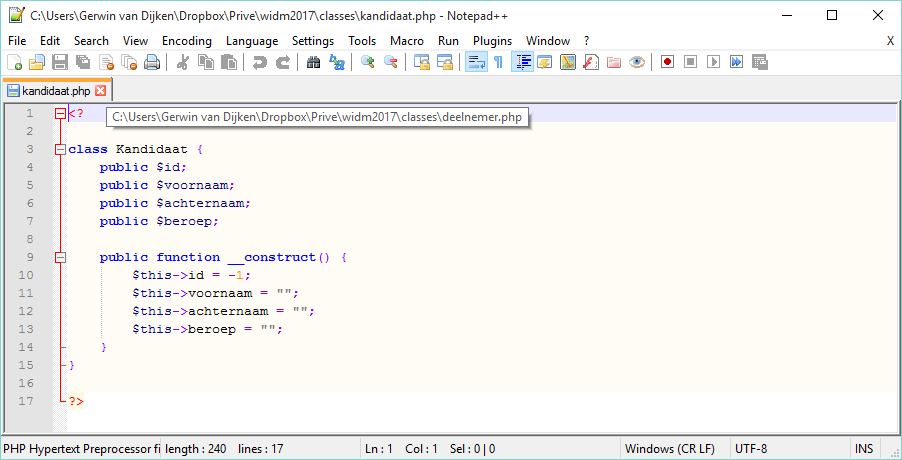 C:\Users\Gerwin van Dijken\Dropbox\Prive\widm2017\classes\kandidaat.php - Notepad++
File Edit Search View Encoding Language Settings Tools Macro Run Plugins Window ? X
kandidaat.php
C:\Users\Gerwin van Dijken\Dropbox\Prive\widm2017\classes\deelnemer.php
1 <?
2
3 class Kandidaat {
4     public $id;
5     public $voornaam;
6     public $achternaam;
7     public $beroep;
8
9     public function __construct() {
10         $this->id = -1;
11         $this->voornaam = "";
12         $this->achternaam = "";
13         $this->beroep = "";
14     }
15 }
16
17 ?>
PHP Hypertext Preprocessor fi length : 240 lines : 17 Ln : 1 Col : 1 Sel : 0 | 0 Windows (CR LF) UTF-8 INS